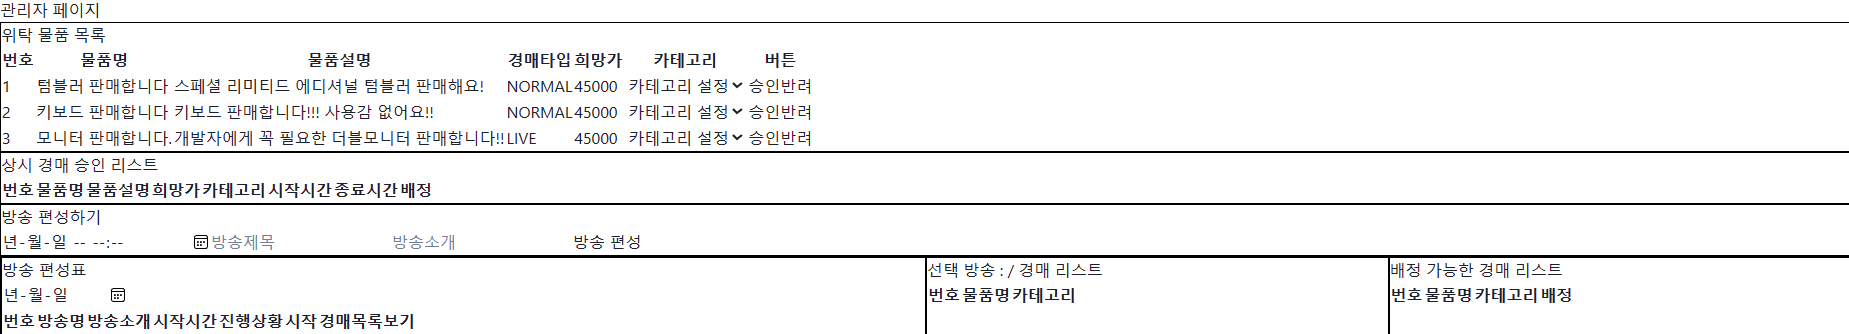 관리자 페이지
위탁 물품 목록
번호 물품명 물품설명 경매타입 희망가 카테고리 버튼
1 텀블러 판매합니다 스페셜 리미티드 에디셔널 텀블러 판매해요! NORMAL 45000 카테고리 설정 승인반려
2 키보드 판매합니다 키보드 판매합니다!!! 사용감 없어요!! NORMAL 45000 카테고리 설정 승인반려
3 모니터 판매합니다. 개발자에게 꼭 필요한 더블모니터 판매합니다!! LIVE 45000 카테고리 설정 승인반려
상시 경매 승인 리스트
번호 물품명 물품설명 희망가 카테고리 시작시간 종료시간 배정
방송 편성하기
년-월-일 -- --:-- 방송제목 방송소개 방송 편성
방송 편성표
년-월-일
번호 방송명 방송소개 시작시간 진행상황 시작 경매목록보기
선택 방송 : / 경매 리스트
번호 물품명 카테고리
배정 가능한 경매 리스트
번호 물품명 카테고리 배정